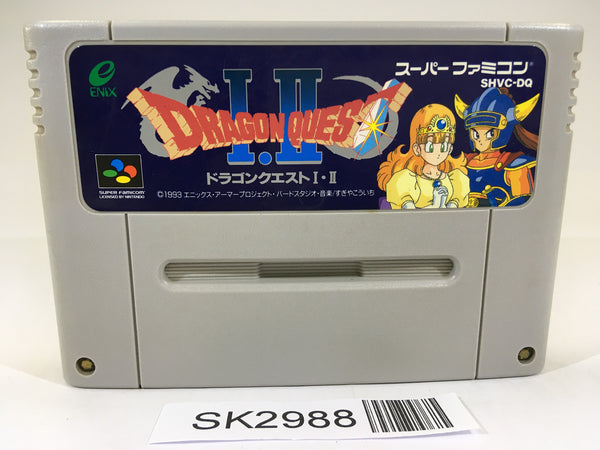 ENIX
DRAGON QUEST
I・II
ドラゴンクエスト I・II
スーパーファミコン®
SHVC-DQ
SUPER FAMICOM
LICENSED BY NINTENDO
©1993 エニックス・アーマープロジェクト・バードスタジオ・音楽/すぎやまこういち
SK2988